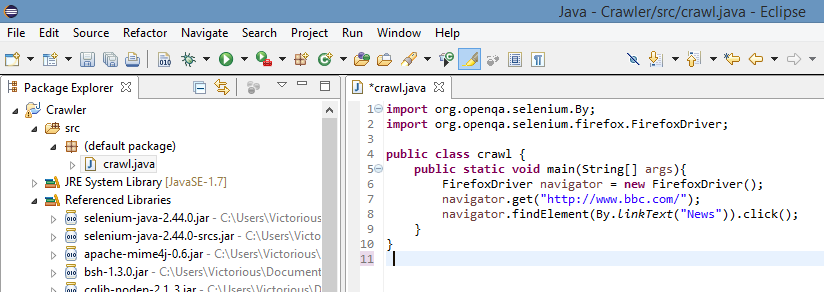 Java - Crawler/src/crawl.java - Eclipse
File Edit Source Refactor Navigate Search Project Run Window Help
Package Explorer
Crawler
src
(default package)
crawl.java
JRE System Library [JavaSE-1.7]
Referenced Libraries
selenium-java-2.44.0.jar - C:\Users\Victorious
selenium-java-2.44.0-srcs.jar - C:\Users\Victorious
apache-mime4j-0.6.jar - C:\Users\Victorious
bsh-1.3.0.jar - C:\Users\Victorious\Document
cglib-nodep-2.1_3.jar - C:\Users\Victorious
*crawl.java
1 import org.openqa.selenium.By;
2 import org.openqa.selenium.firefox.FirefoxDriver;
3
4 public class crawl {
5 public static void main(String[] args){
6 FirefoxDriver navigator = new FirefoxDriver();
7 navigator.get("http://www.bbc.com/");
8 navigator.findElement(By.linkText("News")).click();
9 }
10 }
11